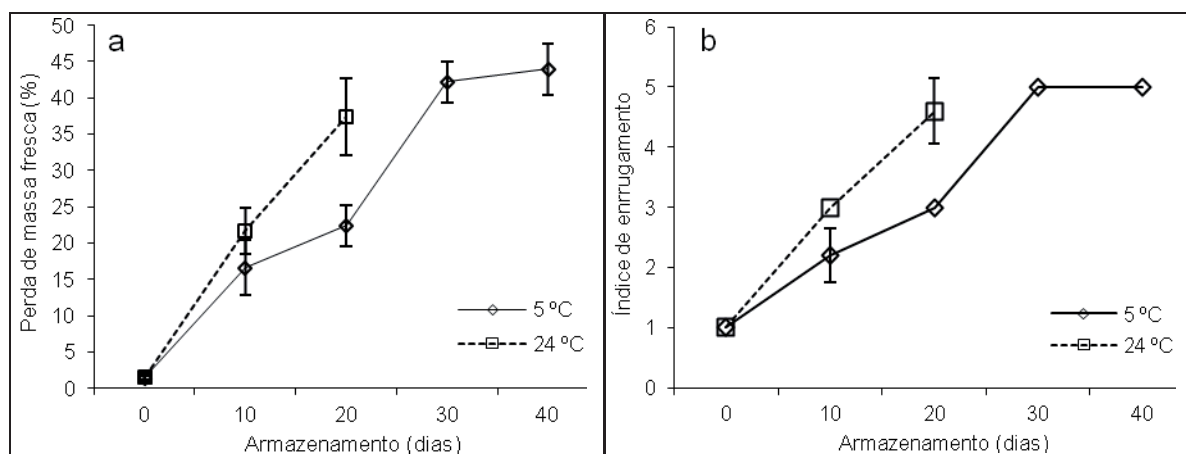 a
Perda de massa fresca (%)
50
45
40
35
30
25
20
15
10
5
0
5 ºC
24 ºC
0 10 20 30 40
Armazenamento (dias)
b
Índice de enrrugamento
6
5
4
3
2
1
0
5 ºC
24 ºC
0 10 20 30 40
Armazenamento (dias)